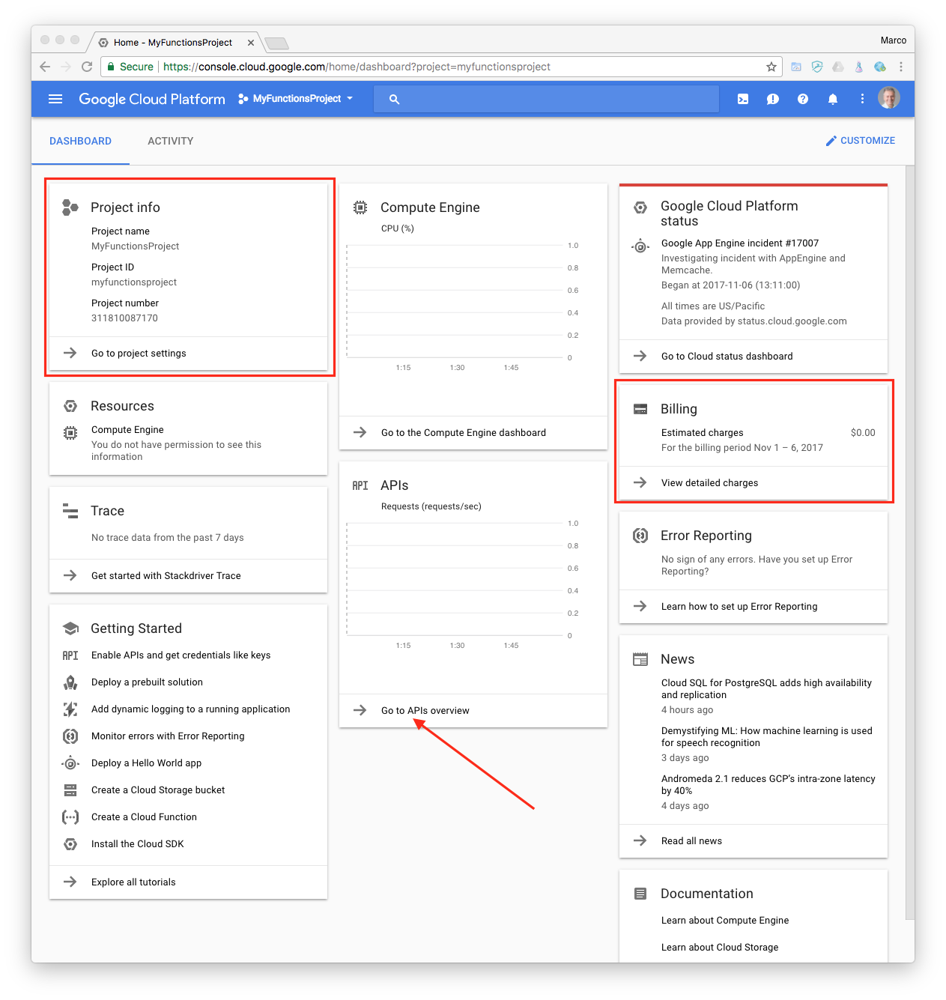 Home - MyFunctionsProject
Marco
Secure https://console.cloud.google.com/home/dashboard?project=myfunctionsproject
Google Cloud Platform
MyFunctionsProject
DASHBOARD
ACTIVITY
CUSTOMIZE
Project info
Project name
MyFunctionsProject
Project ID
myfunctionsproject
Project number
311810087170
Go to project settings
Resources
Compute Engine
You do not have permission to see this
information
Trace
No trace data from the past 7 days
Get started with Stackdriver Trace
Getting Started
API Enable APIs and get credentials like keys
Deploy a prebuilt solution
Add dynamic logging to a running application
Monitor errors with Error Reporting
Deploy a Hello World app
Create a Cloud Storage bucket
Create a Cloud Function
Install the Cloud SDK
Explore all tutorials
Compute Engine
CPU (%)
1.0
0.8
0.6
0.4
0.2
0
1:15 1:30 1:45
Go to the Compute Engine dashboard
API APIs
Requests (requests/sec)
1.0
0.8
0.6
0.4
0.2
0
1:15 1:30 1:45
Go to APIs overview
Google Cloud Platform
status
Google App Engine incident #17007
Investigating incident with AppEngine and
Memcache.
Began at 2017-11-06 (13:11:00)
All times are US/Pacific
Data provided by status.cloud.google.com
Go to Cloud status dashboard
Billing
Estimated charges $0.00
For the billing period Nov 1 – 6, 2017
View detailed charges
Error Reporting
No sign of any errors. Have you set up Error
Reporting?
Learn how to set up Error Reporting
News
Cloud SQL for PostgreSQL adds high availability
and replication
4 hours ago
Demystifying ML: How machine learning is used
for speech recognition
3 days ago
Andromeda 2.1 reduces GCP's intra-zone latency
by 40%
4 days ago
Read all news
Documentation
Learn about Compute Engine
Learn about Cloud Storage